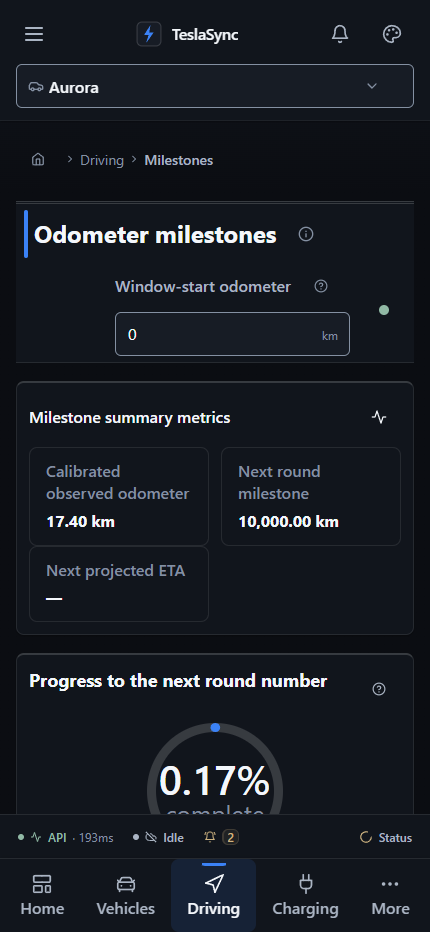 TeslaSync
Aurora
Driving
Milestones
Odometer milestones
Window-start odometer
0
km
Milestone summary metrics
Calibrated
observed odometer
17.40 km
Next round
milestone
10,000.00 km
Next projected ETA
—
Progress to the next round number
0.17%
complete
API · 193ms
Idle
2
Status
Home
Vehicles
Driving
Charging
More